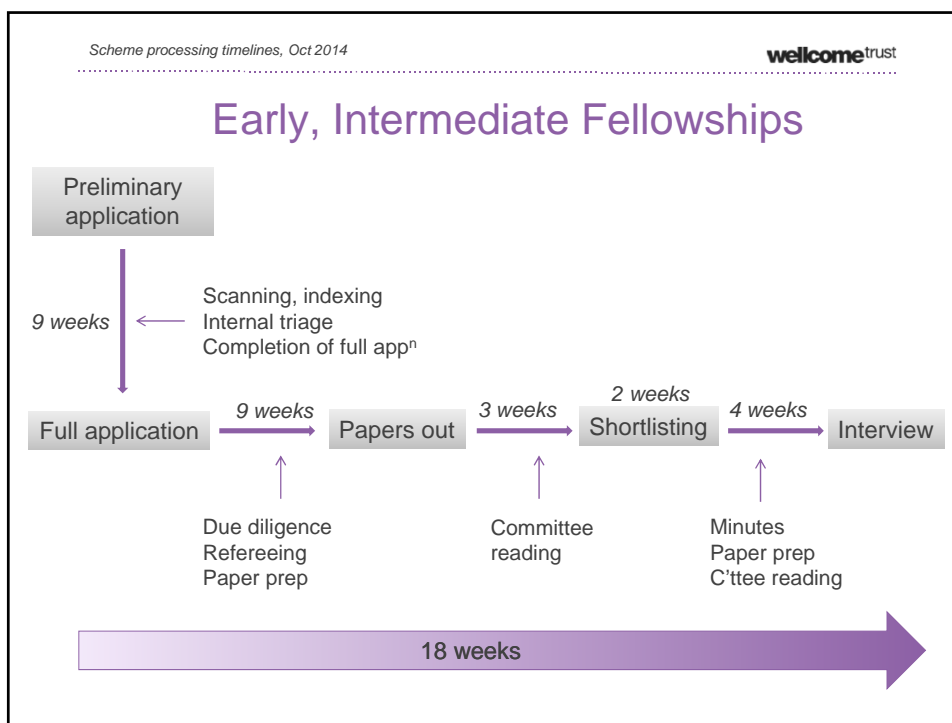 Scheme processing timelines, Oct 2014
wellcometrust
Early, Intermediate Fellowships
Preliminary
application
9 weeks
Scanning, indexing
Internal triage
Completion of full appⁿ
Full application
9 weeks
Papers out
3 weeks
2 weeks
Shortlisting
4 weeks
Interview
Due diligence
Refereeing
Paper prep
Committee
reading
Minutes
Paper prep
C'ttee reading
18 weeks